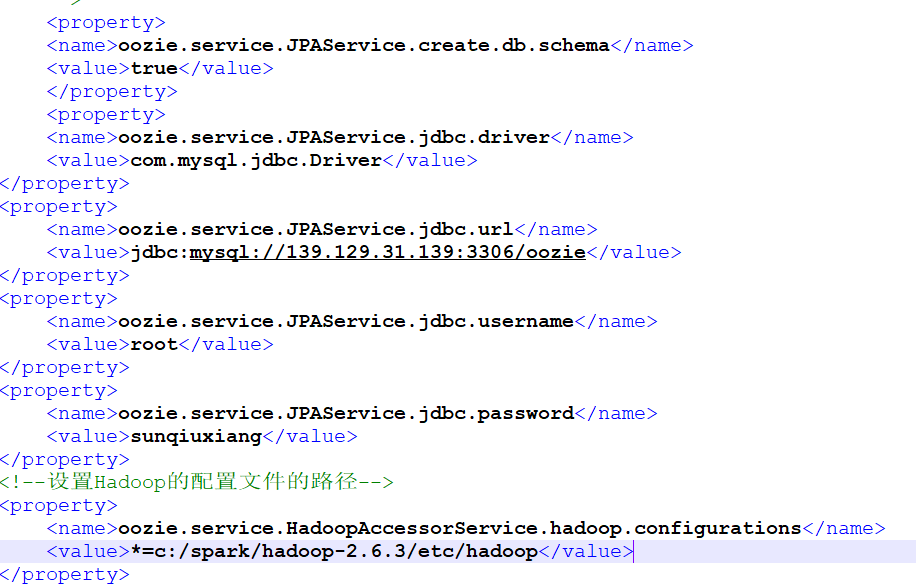 <property>
<name>oozie.service.JPAService.create.db.schema</name>
<value>true</value>
</property>
<property>
<name>oozie.service.JPAService.jdbc.driver</name>
<value>com.mysql.jdbc.Driver</value>
</property>
<property>
<name>oozie.service.JPAService.jdbc.url</name>
<value>jdbc:mysql://139.129.31.139:3306/oozie</value>
</property>
<property>
<name>oozie.service.JPAService.jdbc.username</name>
<value>root</value>
</property>
<property>
<name>oozie.service.JPAService.jdbc.password</name>
<value>sunqiuxiang</value>
</property>
<!--设置Hadoop的配置文件的路径-->
<property>
<name>oozie.service.HadoopAccessorService.hadoop.configurations</name>
<value>*=c:/spark/hadoop-2.6.3/etc/hadoop</value>
</property>